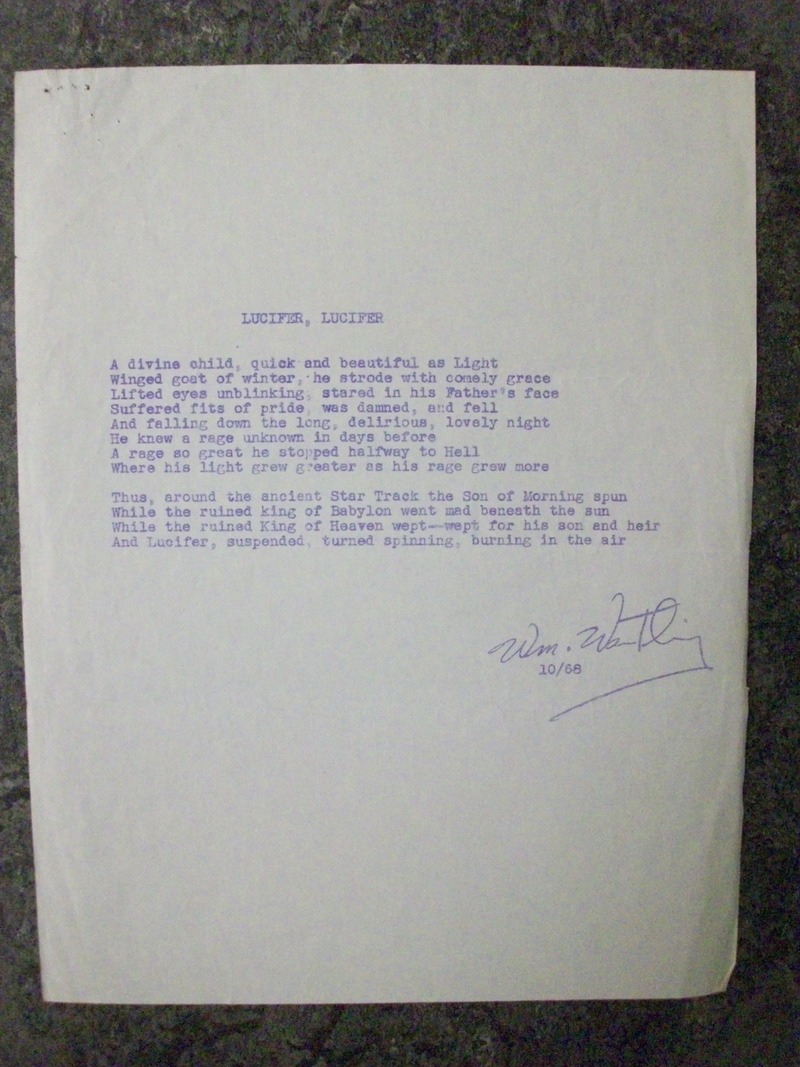 LUCIFER, LUCIFER
A divine child, quick and beautiful as Light
Winged goat of winter, he strode with comely grace
Lifted eyes unblinking, stared in his Father's face
Suffered fits of pride, was damned, and fell
And falling down the long, delirious, lovely night
He knew a rage unknown in days before
A rage so great he stopped halfway to Hell
Where his light grew greater as his rage grew more
Thus, around the ancient Star Track the Son of Morning spun
While the ruined king of Babylon went mad beneath the sun
While the ruined King of Heaven wept--wept for his son and heir
And Lucifer, suspended, turned spinning, burning in the air
Wm.
10/68